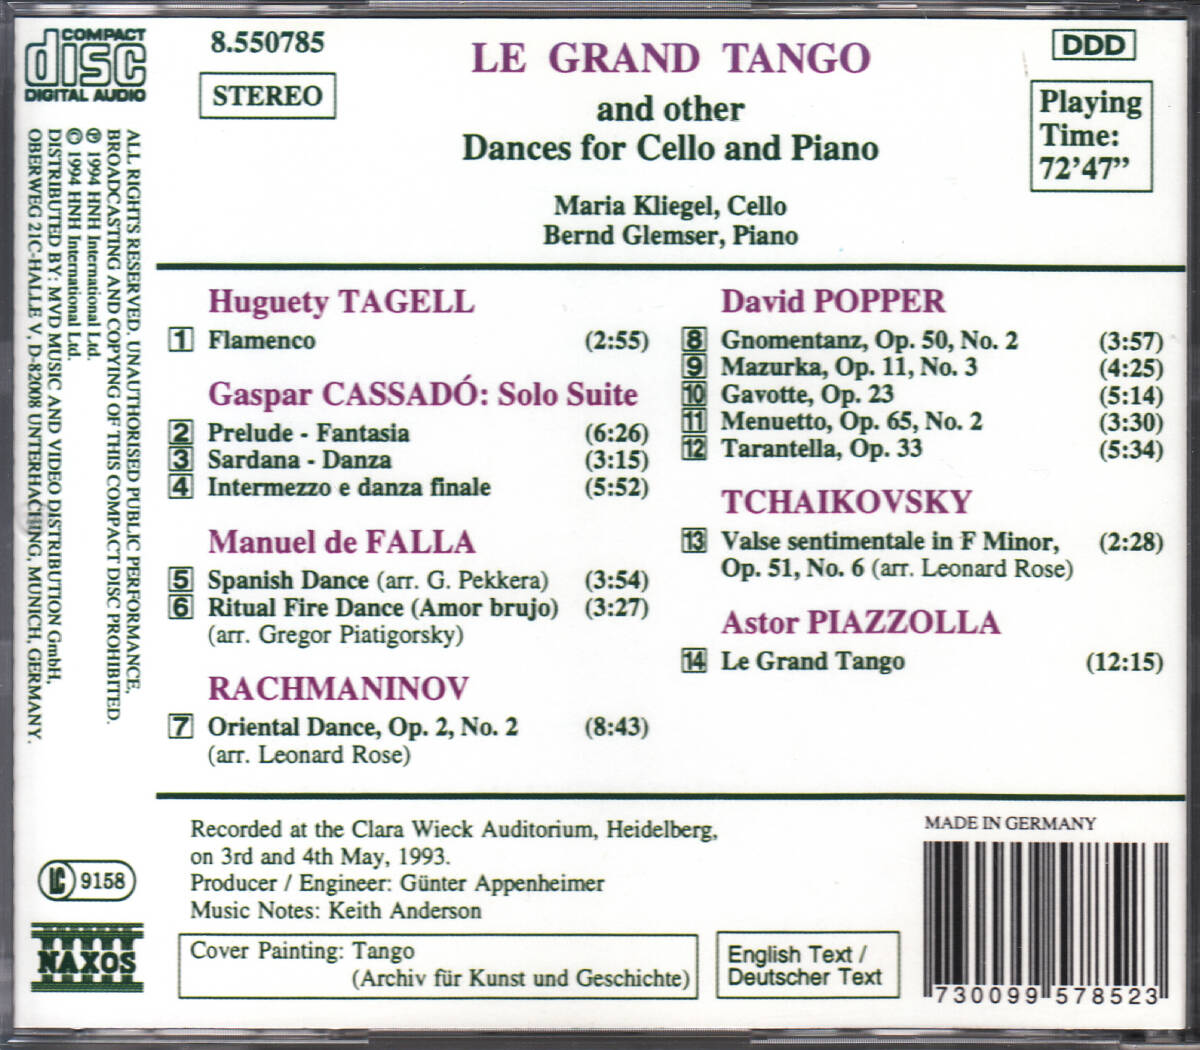 COMPACT
disc
DIGITAL AUDIO
8.550785
STEREO
LE GRAND TANGO
and other
Dances for Cello and Piano
Maria Kliegel, Cello
Bernd Glemser, Piano
DDD
Playing
Time:
72'47”
Huguety TAGELL
1 Flamenco (2:55)
Gaspar CASSADÓ: Solo Suite
2 Prelude - Fantasia (6:26)
3 Sardana - Danza (3:15)
4 Intermezzo e danza finale (5:52)
Manuel de FALLA
5 Spanish Dance (arr. G. Pekkera) (3:54)
6 Ritual Fire Dance (Amor brujo) (3:27)
(arr. Gregor Piatigorsky)
RACHMANINOV
7 Oriental Dance, Op. 2, No. 2 (8:43)
(arr. Leonard Rose)
David POPPER
8 Gnomentanz, Op. 50, No. 2 (3:57)
9 Mazurka, Op. 11, No. 3 (4:25)
10 Gavotte, Op. 23 (5:14)
11 Menuetto, Op. 65, No. 2 (3:30)
12 Tarantella, Op. 33 (5:34)
TCHAIKOVSKY
13 Valse sentimentale in F Minor, (2:28)
Op. 51, No. 6 (arr. Leonard Rose)
Astor PIAZZOLLA
14 Le Grand Tango (12:15)
Recorded at the Clara Wieck Auditorium, Heidelberg,
on 3rd and 4th May, 1993.
Producer / Engineer: Günter Appenheimer
Music Notes: Keith Anderson
Cover Painting: Tango
(Archiv für Kunst und Geschichte)
English Text /
Deutscher Text
MADE IN GERMANY
7 30099 57852 3
ALL RIGHTS RESERVED. UNAUTHORISED PUBLIC PERFORMANCE,
BROADCASTING AND COPYING OF THIS COMPACT DISC PROHIBITED.
℗ 1994 HNH International Ltd.
© 1994 HNH International Ltd.
DISTRIBUTED BY: MVD MUSIC AND VIDEO DISTRIBUTION GmbH,
OBERWEG 21C-HALLE V, D-8208 UNTERHACHING, MUNICH, GERMANY.
LC 9158
NAXOS